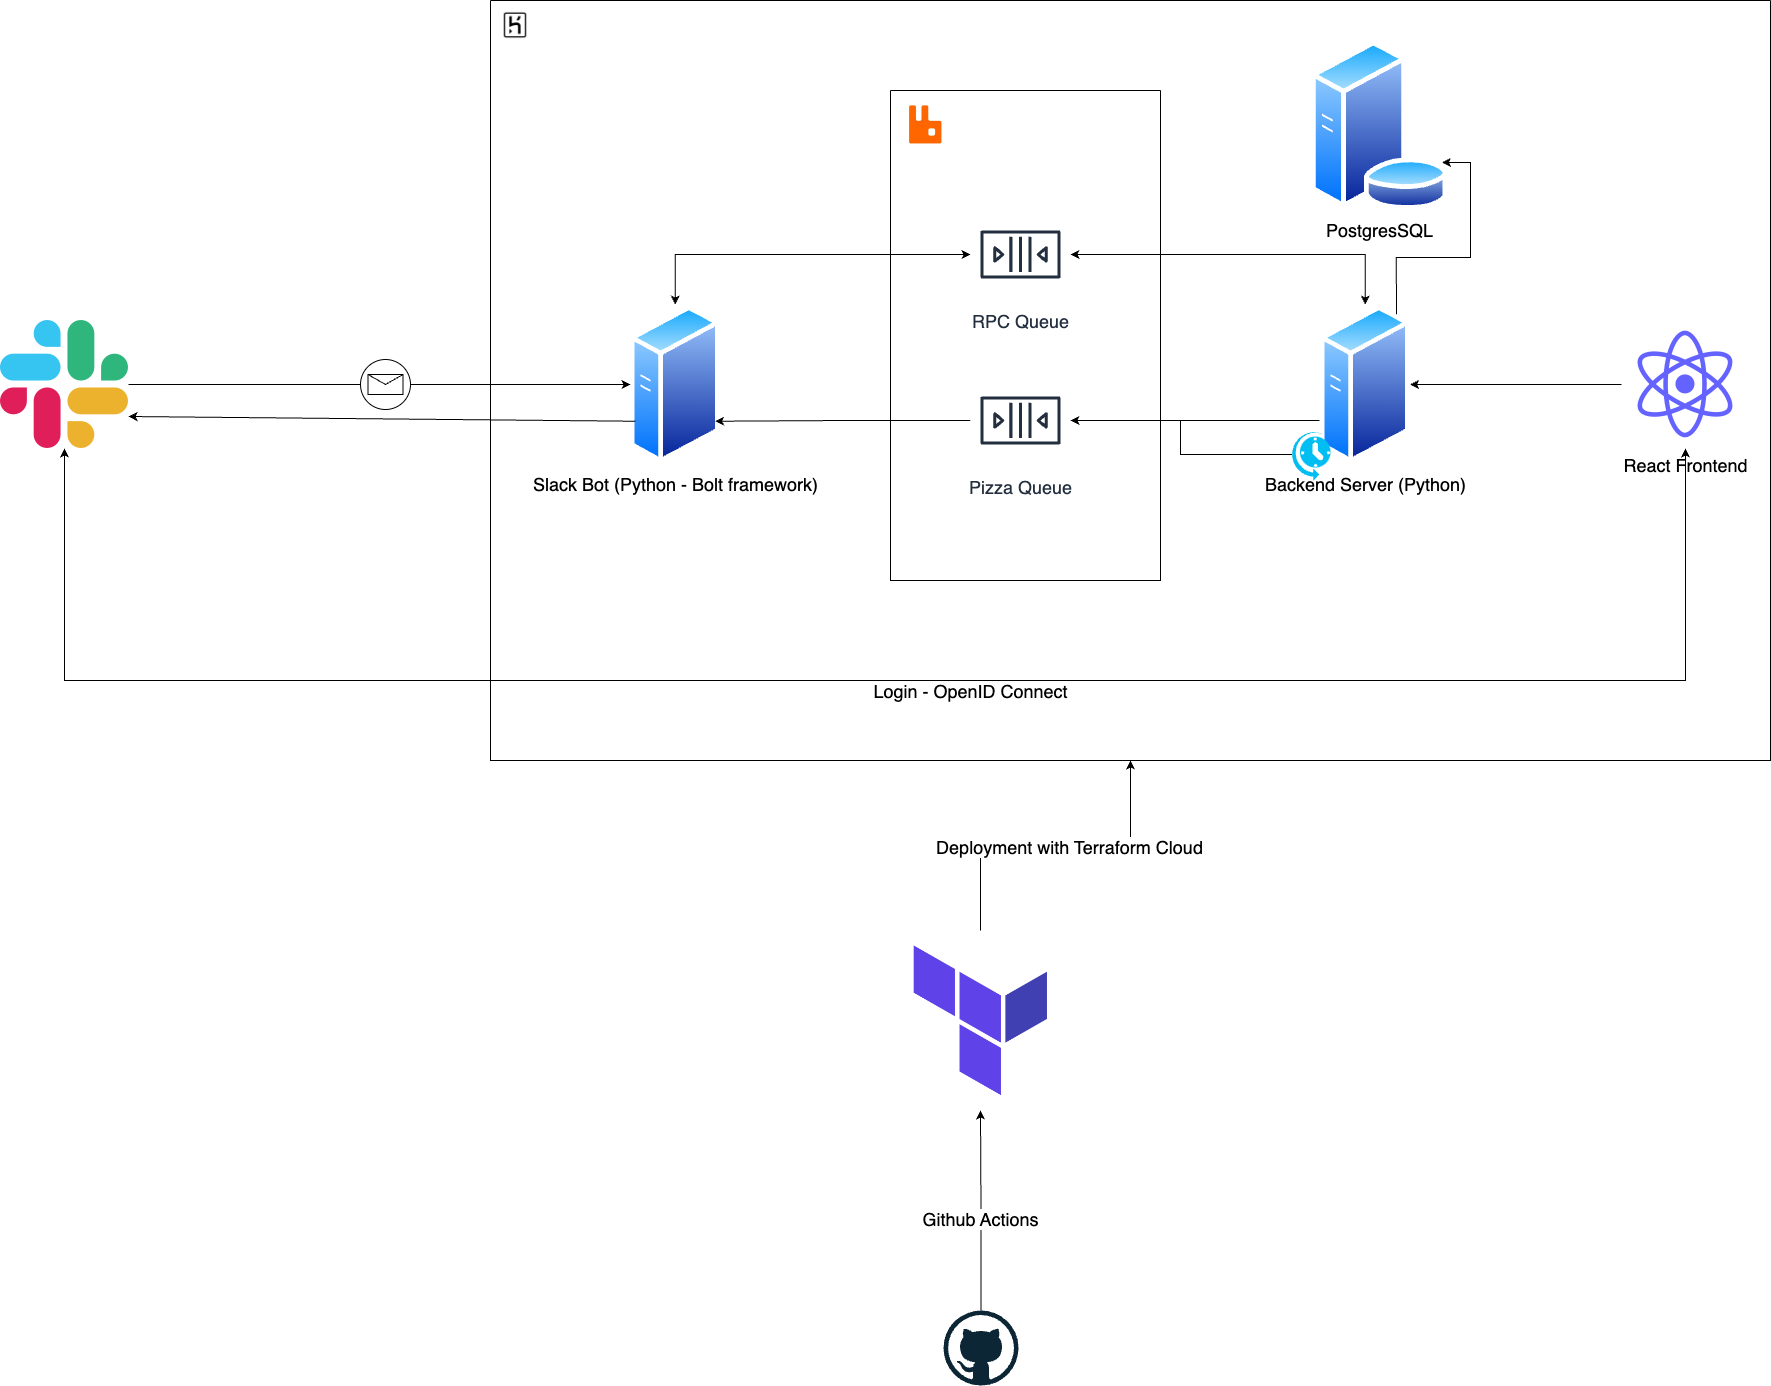 PostgresSQL
RPC Queue
React Frontend
Slack Bot (Python - Bolt framework)
Pizza Queue
Backend Server (Python)
Login - OpenID Connect
Deployment with Terraform Cloud
Github Actions